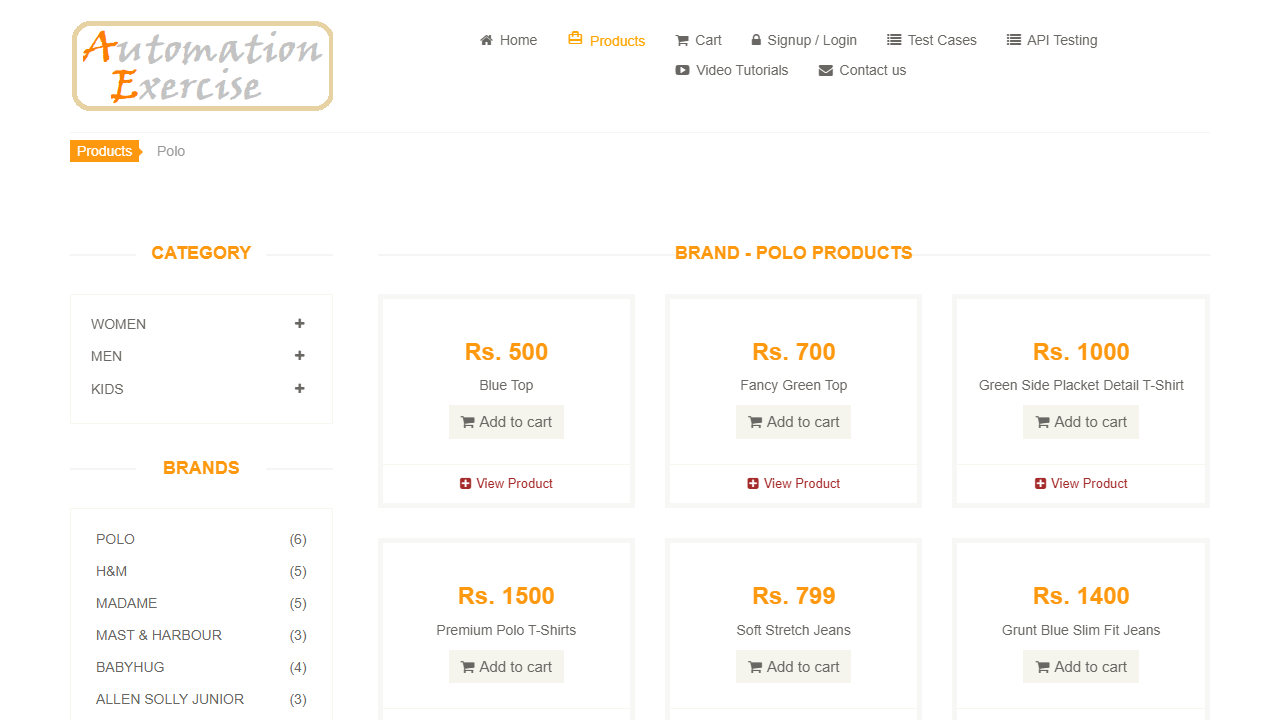 Automation
Exercise
Home
Products
Cart
Signup / Login
Test Cases
API Testing
Video Tutorials
Contact us
Products
Polo
CATEGORY
WOMEN
MEN
KIDS
BRANDS
POLO (6)
H&M (5)
MADAME (5)
MAST & HARBOUR (3)
BABYHUG (4)
ALLEN SOLLY JUNIOR (3)
BRAND - POLO PRODUCTS
Rs. 500
Blue Top
Add to cart
View Product
Rs. 700
Fancy Green Top
Add to cart
View Product
Rs. 1000
Green Side Placket Detail T-Shirt
Add to cart
View Product
Rs. 1500
Premium Polo T-Shirts
Add to cart
Rs. 799
Soft Stretch Jeans
Add to cart
Rs. 1400
Grunt Blue Slim Fit Jeans
Add to cart